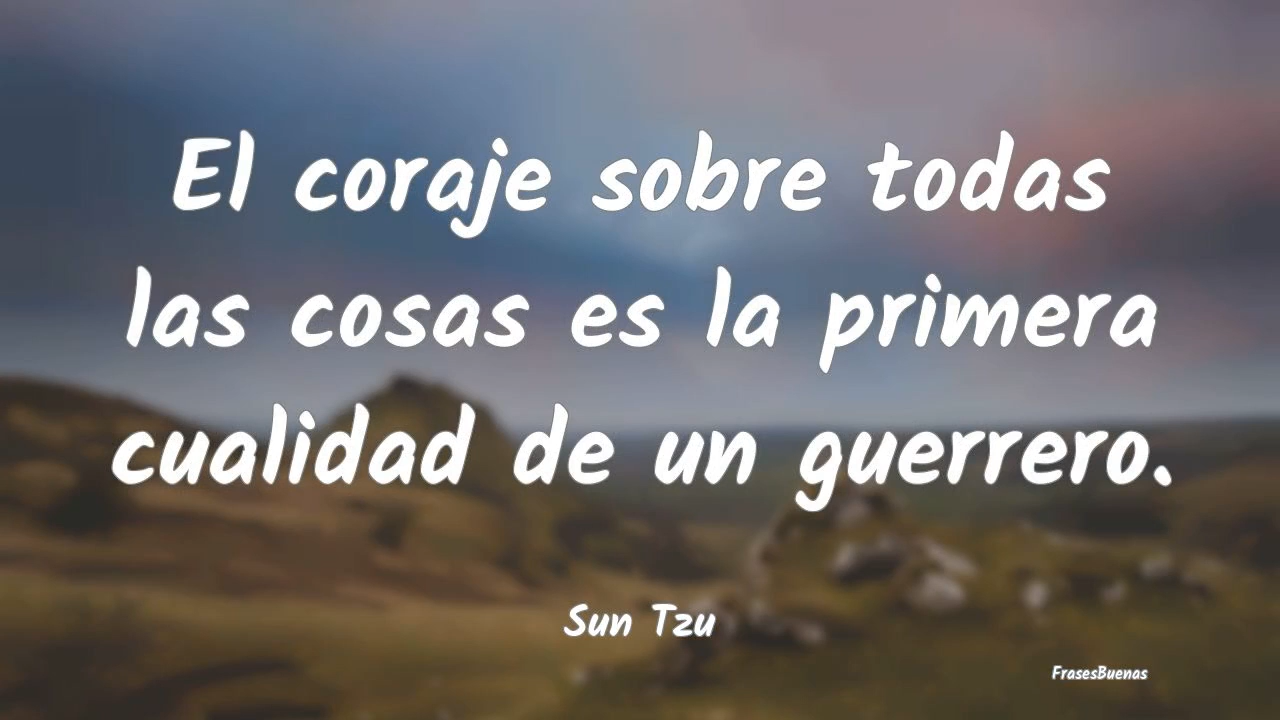 El coraje sobre todas
las cosas es la primera
cualidad de un guerrero.
Sun Tzu
FrasesBuenas